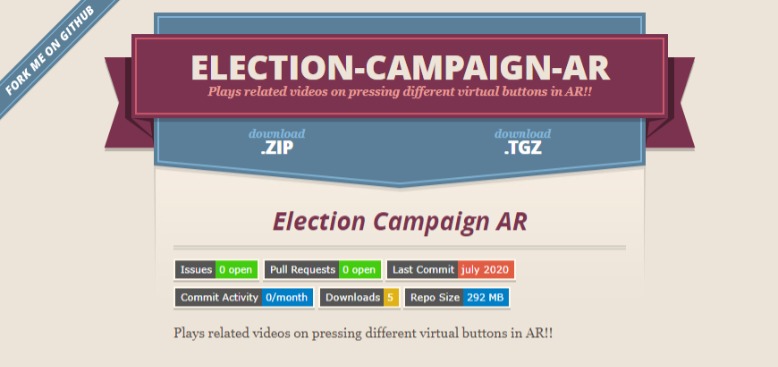 FORK ME ON GITHUB
ELECTION-CAMPAIGN-AR
Plays related videos on pressing different virtual buttons in AR!!
download download
.ZIP .TGZ
Election Campaign AR
Issues 0 open Pull Requests 0 open Last Commit july 2020
Commit Activity 0/month Downloads 5 Repo Size 292 MB
Plays related videos on pressing different virtual buttons in AR!!